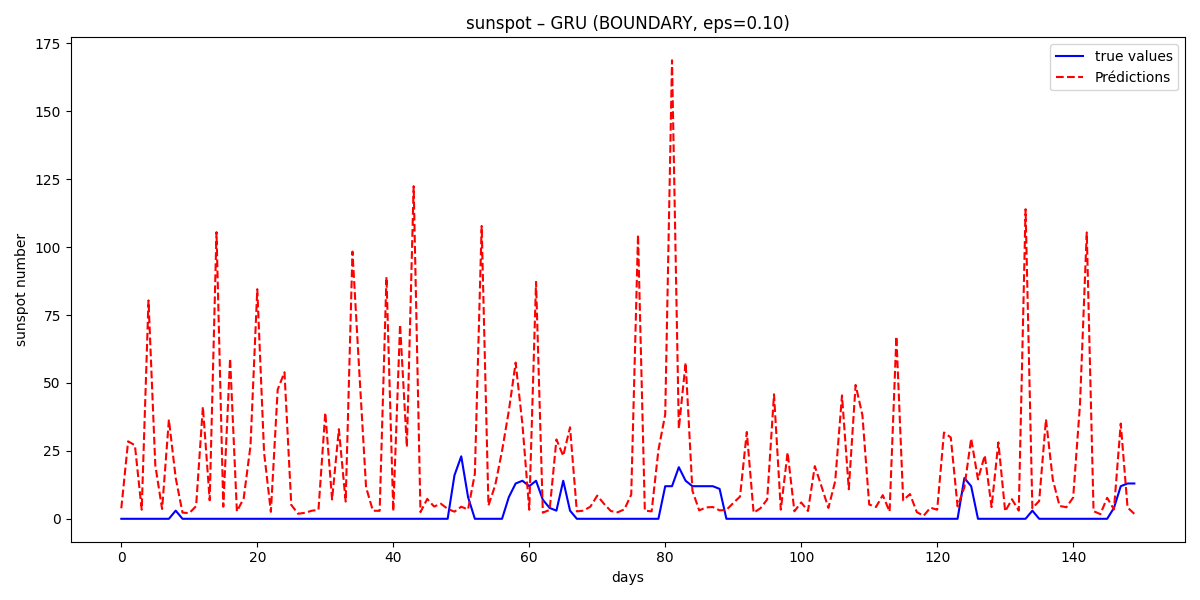 sunspot – GRU (BOUNDARY, eps=0.10)
true values
Prédictions
sunspot number
175
150
125
100
75
50
25
0
0 20 40 60 80 100 120 140
days